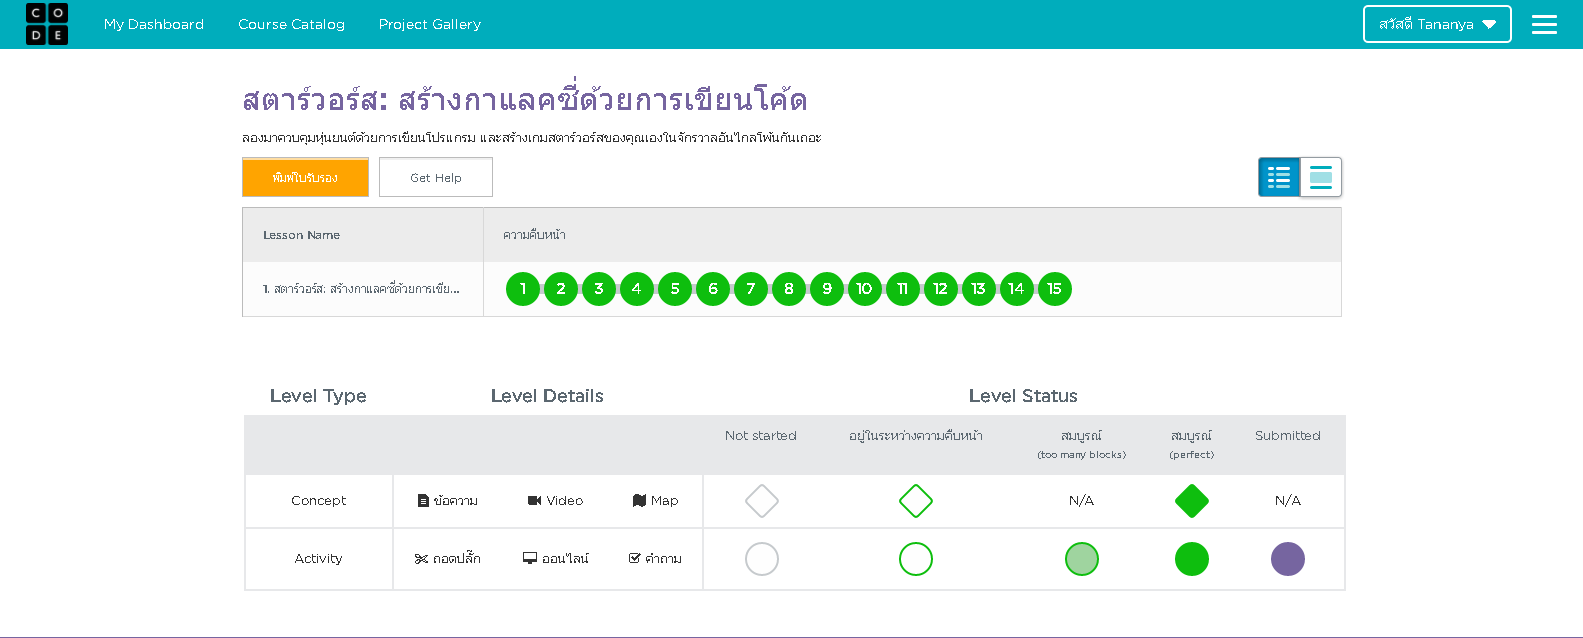 CODE
My Dashboard Course Catalog Project Gallery สวัสดี Tananya
สตาร์วอร์ส: สร้างกาแลคซี่ด้วยการเขียนโค้ด
ลองมาควบคุมหุ่นยนต์ด้วยการเขียนโปรแกรม และสร้างเกมสตาร์วอร์สของคุณเองในจักรวาลอันไกลโพ้นกันเถอะ
พิมพ์ใบรับรอง Get Help
Lesson Name ความคืบหน้า
1. สตาร์วอร์ส: สร้างกาแลคซี่ด้วยการเขีย... 1 2 3 4 5 6 7 8 9 10 11 12 13 14 15
Level Type Level Details Level Status
Not started อยู่ในระหว่างความคืบหน้า สมบูรณ์ สมบูรณ์ Submitted
(too many blocks) (perfect)
Concept ข้อความ Video Map N/A N/A
Activity ถอดปลั๊ก ออนไลน์ คำถาม